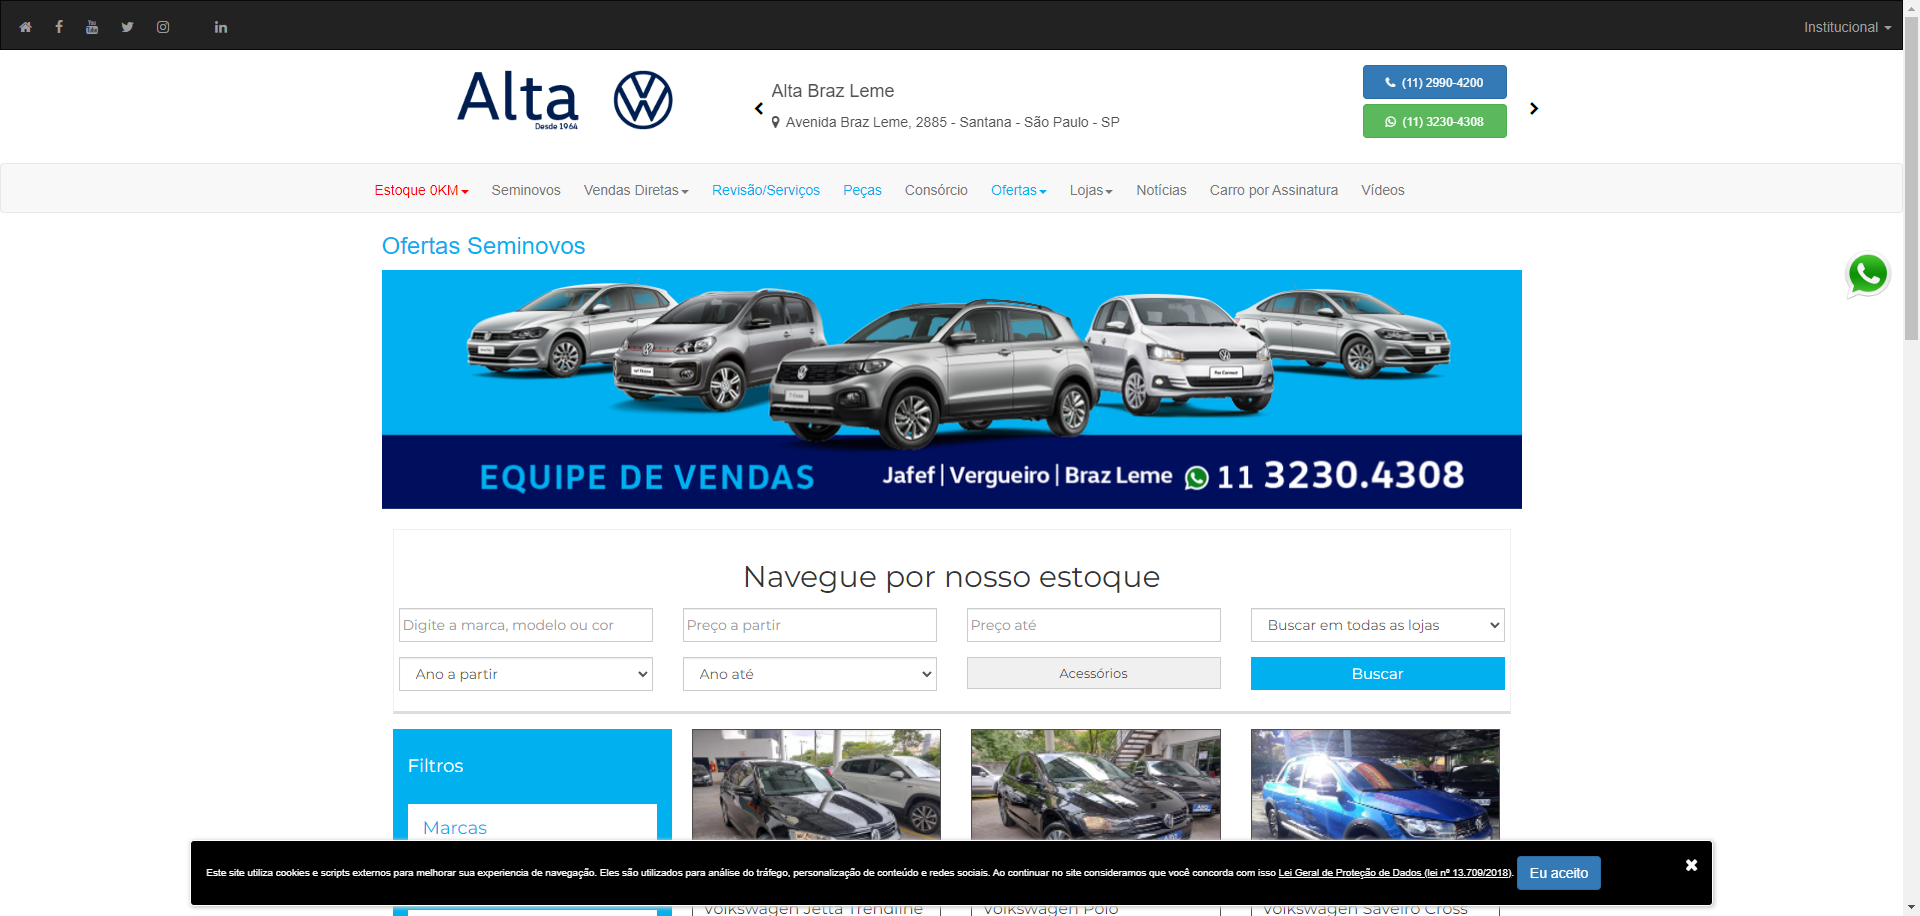 Institucional
Alta
Desde 1964
Alta Braz Leme
Avenida Braz Leme, 2885 - Santana - São Paulo - SP
(11) 2990-4200
(11) 3230-4308
Estoque 0KM Seminovos Vendas Diretas Revisão/Serviços Peças Consórcio Ofertas Lojas Notícias Carro por Assinatura Vídeos
Ofertas Seminovos
EQUIPE DE VENDAS Jafef | Vergueiro | Braz Leme 11 3230.4308
Navegue por nosso estoque
Digite a marca, modelo ou cor Preço a partir Preço até Buscar em todas as lojas
Ano a partir Ano até Acessórios Buscar
Filtros
Marcas
Este site utiliza cookies e scripts externos para melhorar sua experiencia de navegação. Eles são utilizados para análise do tráfego, personalização de conteúdo e redes sociais. Ao continuar no site consideramos que você concorda com isso Lei Geral de Proteção de Dados (lei nº 13.709/2018). Eu aceito
Volkswagen Jetta Trendline Volkswagen Polo Volkswagen Saveiro Cross